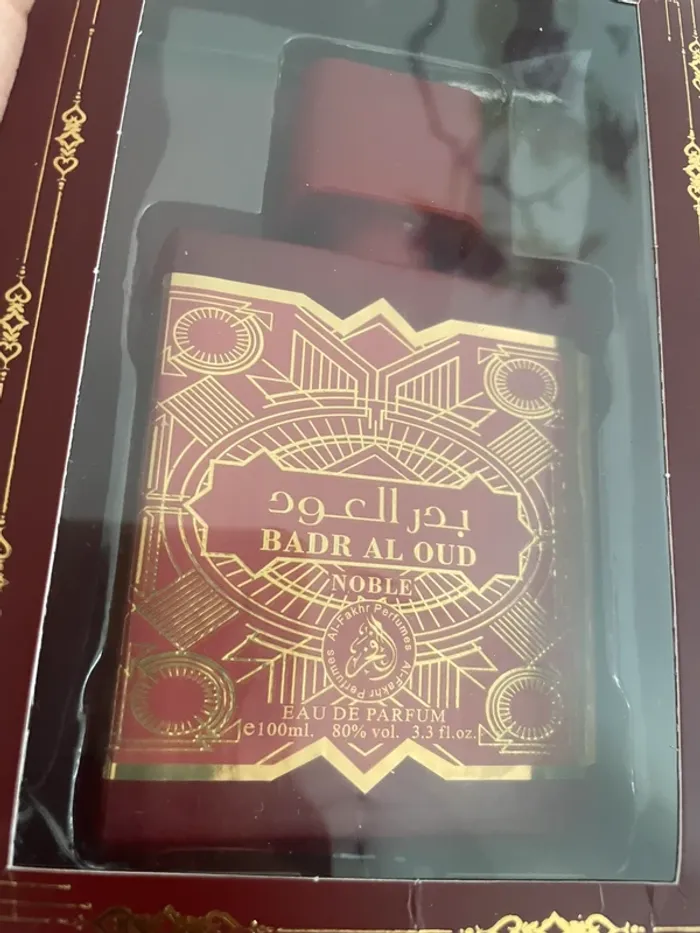 بدر العود
BADR AL OUD
NOBLE
Al-Fakhr Perfumes Al-Fakhr Perfumes
الفخر
EAU DE PARFUM
e100ml. 80% vol. 3.3 fl.oz.